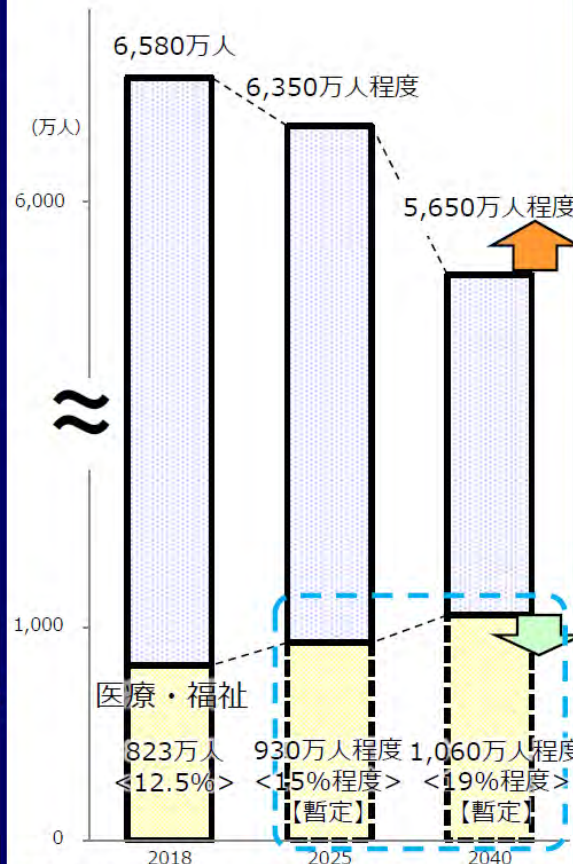 6,580万人
6,350万人程度
(万人)
6,000
5,650万人程度
≈
1,000
医療・福祉
823万人 930万人程度 1,060万人程度
<12.5%> <15%程度> <19%程度>
【暫定】 【暫定】
0
2018 2025 2040